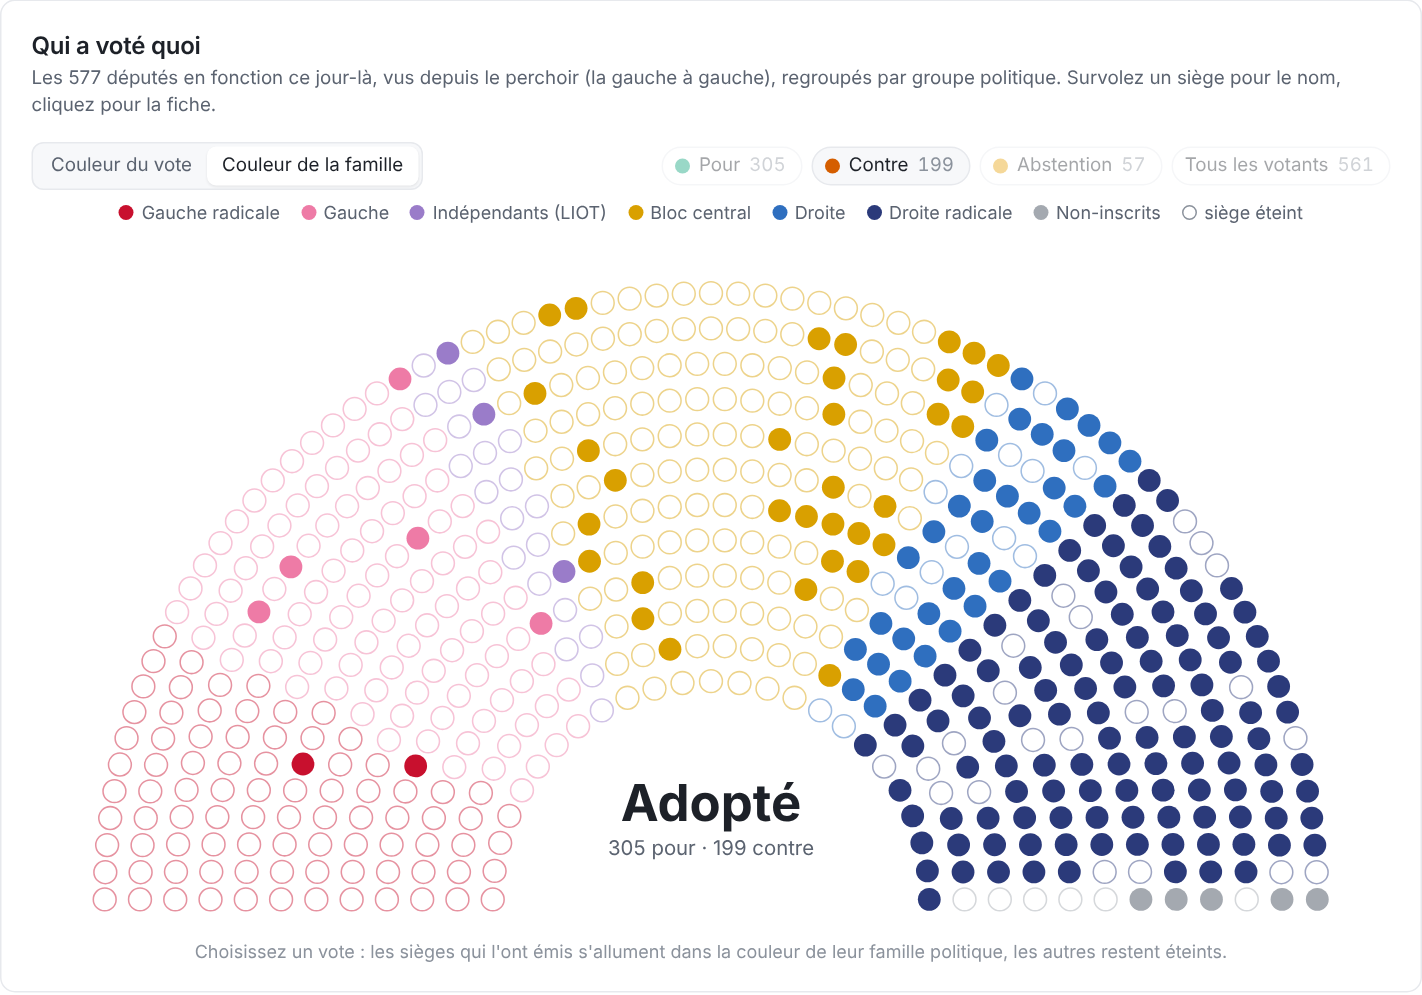 Qui a voté quoi
Les 577 députés en fonction ce jour-là, vus depuis le perchoir (la gauche à gauche), regroupés par groupe politique. Survolez un siège pour le nom,
cliquez pour la fiche.
Couleur du vote Couleur de la famille Pour 305 Contre 199 Abstention 57 Tous les votants 561
Gauche radicale Gauche Indépendants (LIOT) Bloc central Droite Droite radicale Non-inscrits siège éteint
Adopté
305 pour · 199 contre
Choisissez un vote : les sièges qui l'ont émis s'allument dans la couleur de leur famille politique, les autres restent éteints.